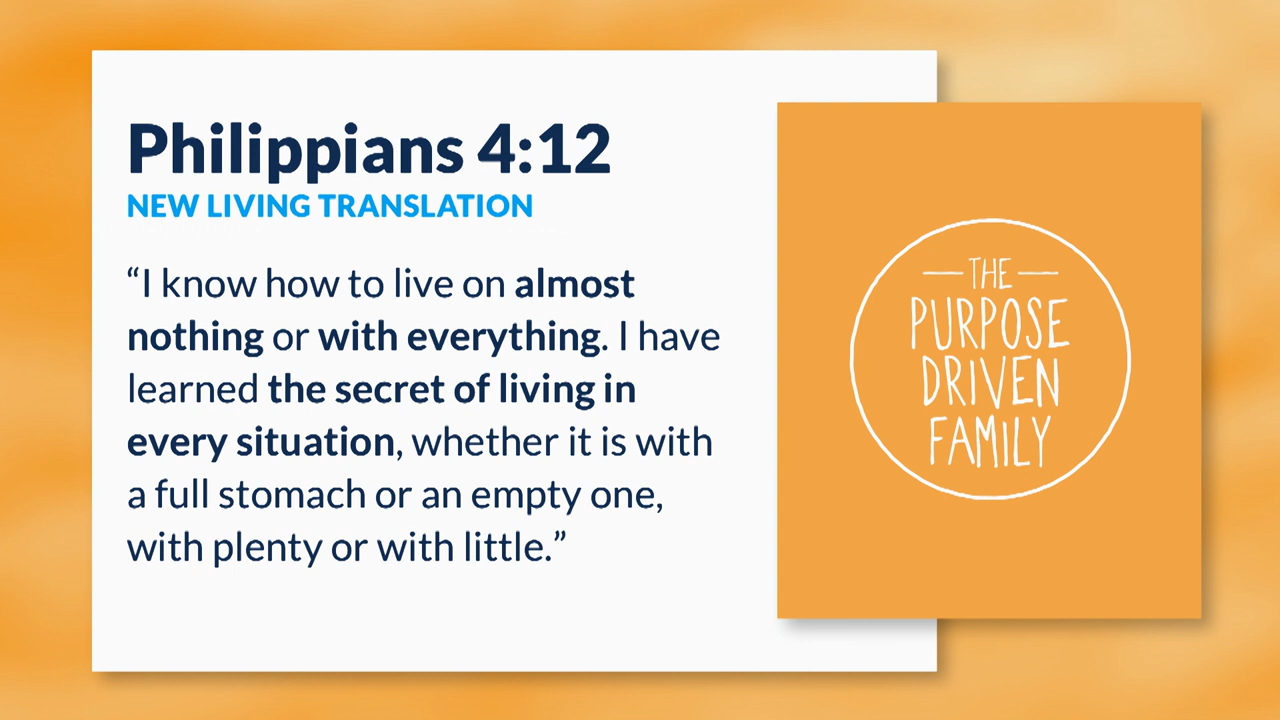 Philippians 4:12
NEW LIVING TRANSLATION
“I know how to live on almost
nothing or with everything. I have
learned the secret of living in
every situation, whether it is with
a full stomach or an empty one,
with plenty or with little.”
THE
PURPOSE
DRIVEN
FAMILY